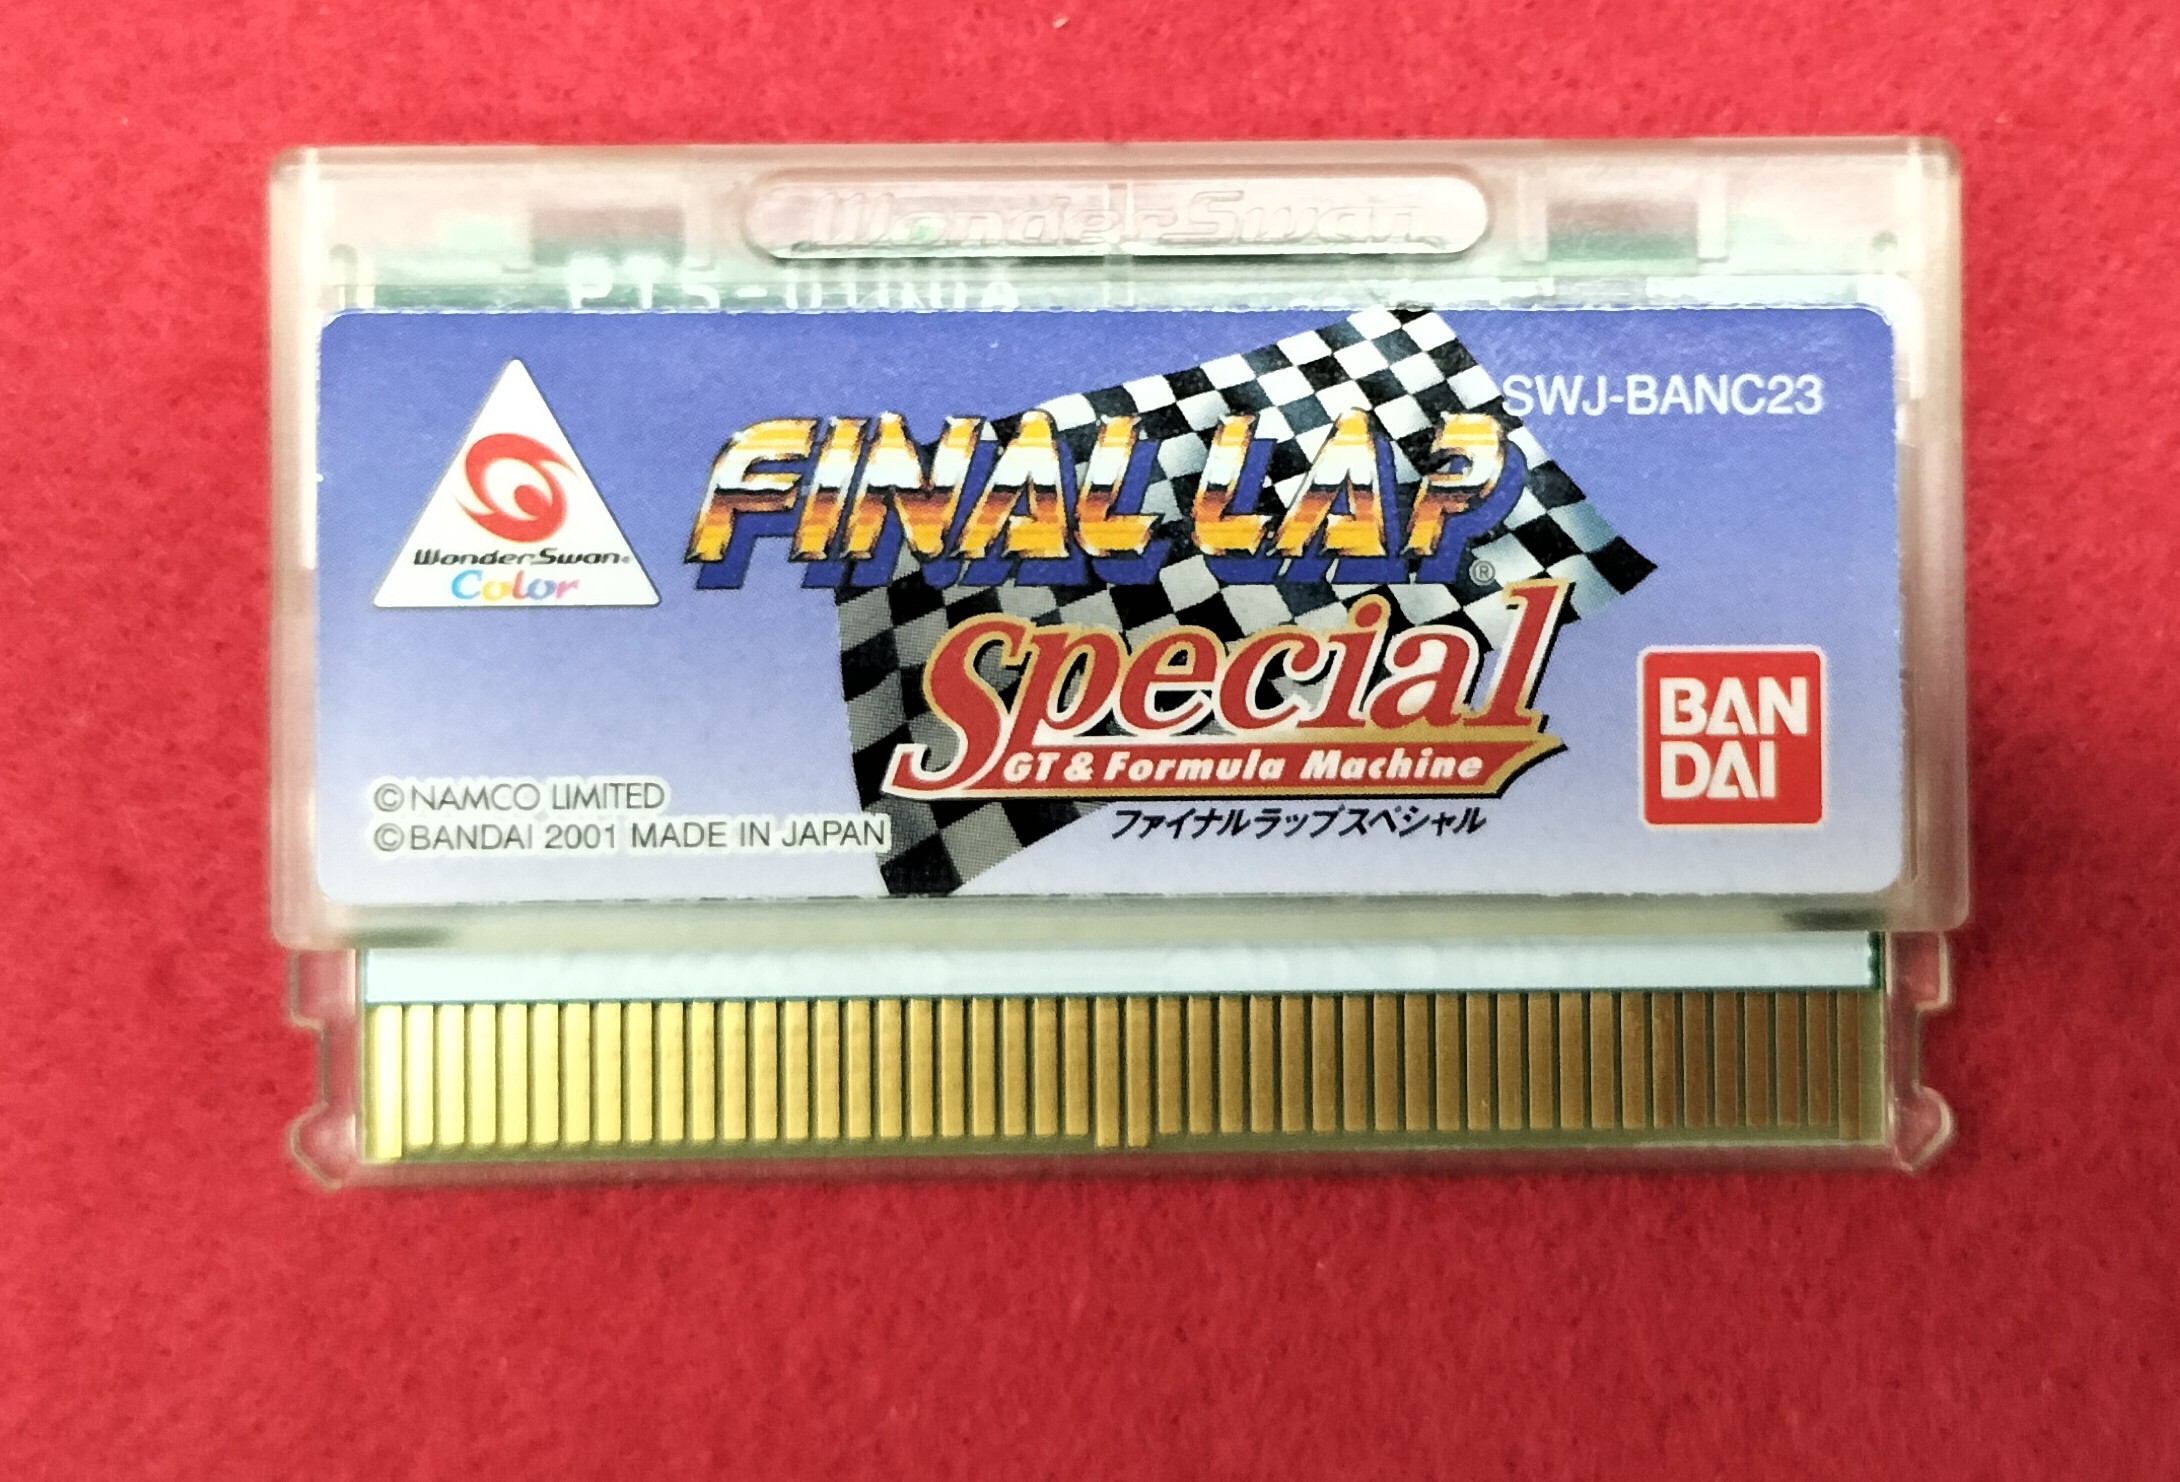 WonderSwan
SWJ-BANC23
FINAL LAP®
WonderSwan®
Color
Special
GT & Formula Machine
ファイナルラップスペシャル
BAN
DAI
©NAMCO LIMITED
©BANDAI 2001 MADE IN JAPAN